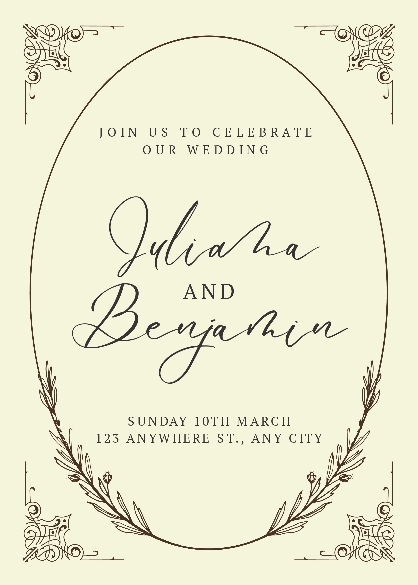 JOIN US TO CELEBRATE
OUR WEDDING
Juliana
AND
Benjamin
SUNDAY 10TH MARCH
123 ANYWHERE ST., ANY CITY